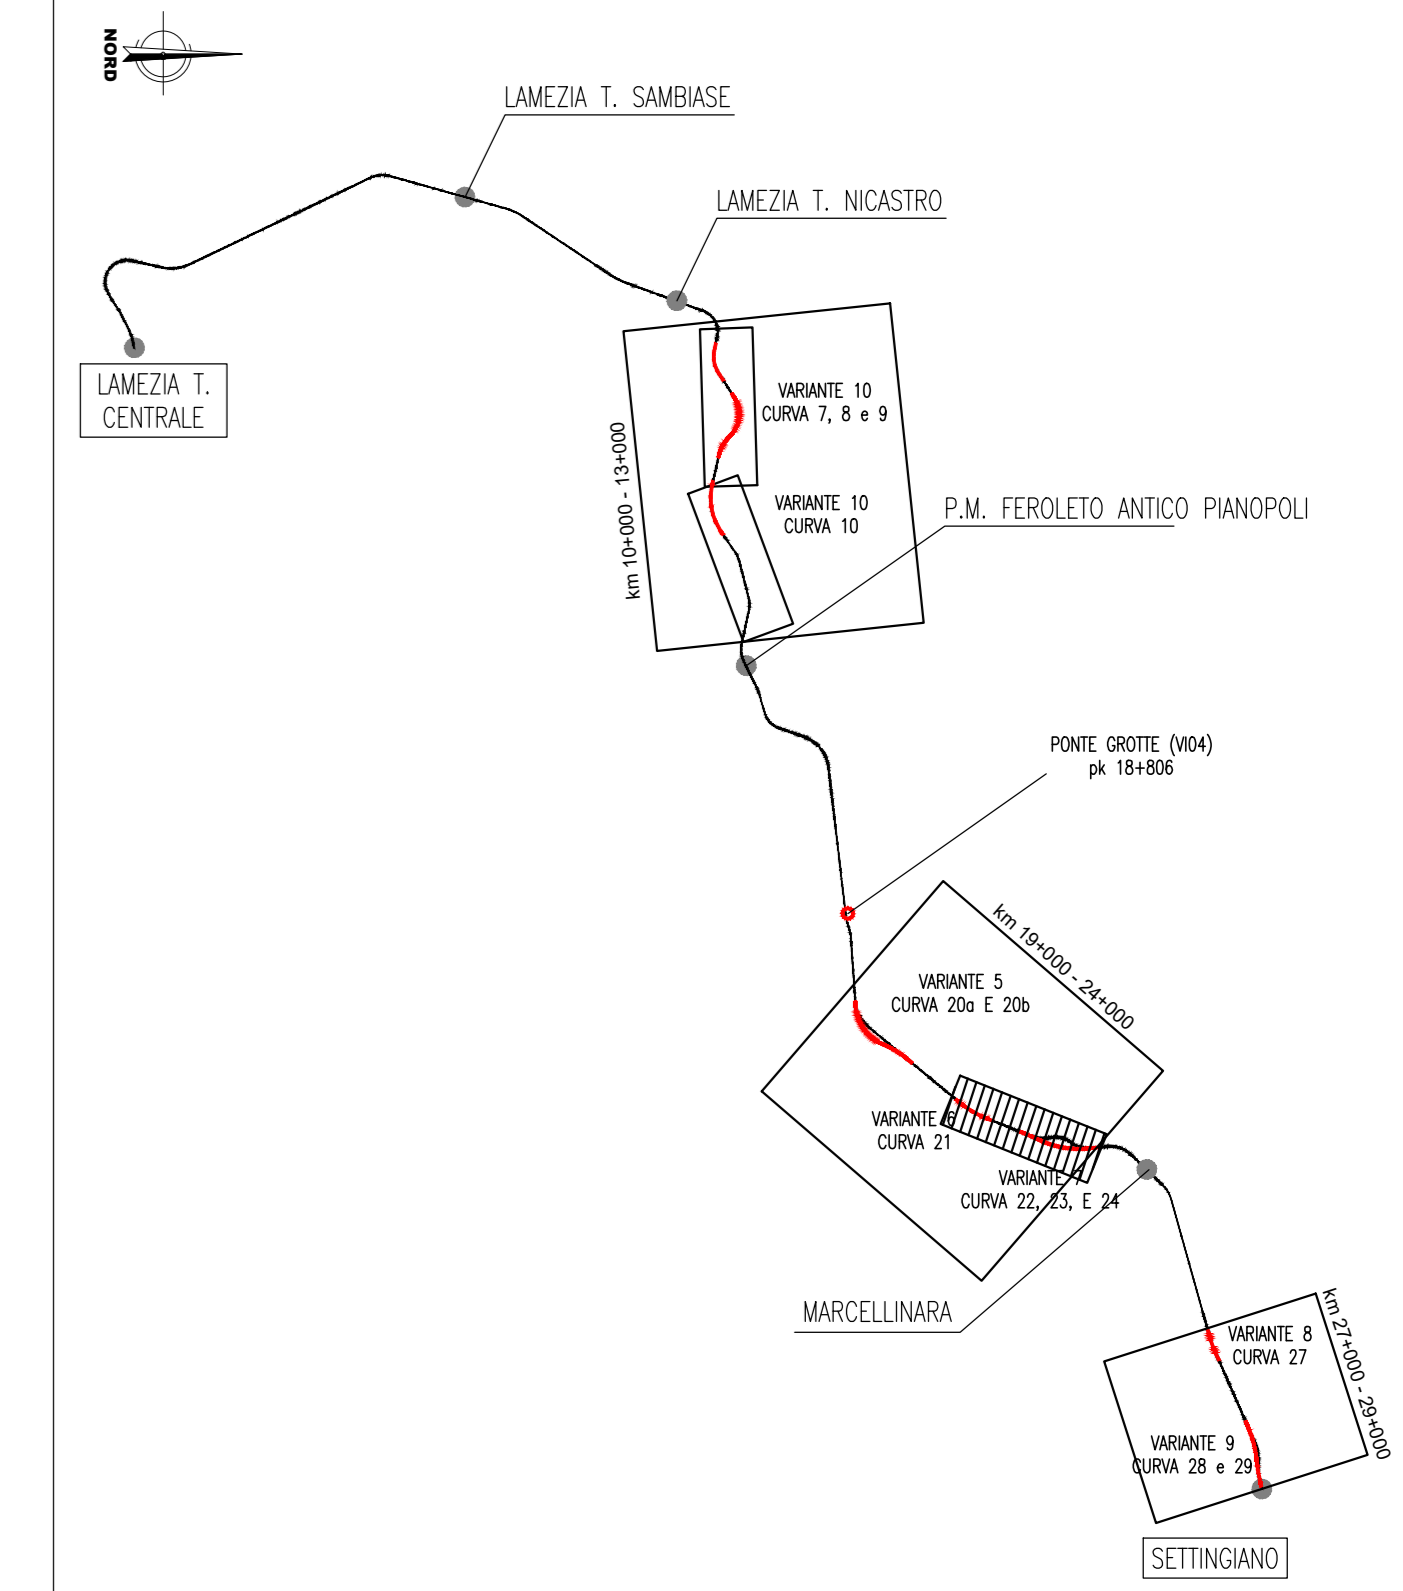 NORD
LAMEZIA T. SAMBIASE
LAMEZIA T. NICASTRO
LAMEZIA T.
CENTRALE
VARIANTE 10
CURVA 7, 8 e 9
km 10+000 - 13+000
VARIANTE 10
CURVA 10
P.M. FEROLETO ANTICO PIANOPOLI
PONTE GROTTE (VI04)
pk 18+806
km 19+000 - 24+000
VARIANTE 5
CURVA 20a E 20b
VARIANTE 6
CURVA 21
VARIANTE 7
CURVA 22, 23, E 24
MARCELLINARA
km 27+000 - 29+000
VARIANTE 8
CURVA 27
VARIANTE 9
CURVA 28 e 29
SETTINGIANO